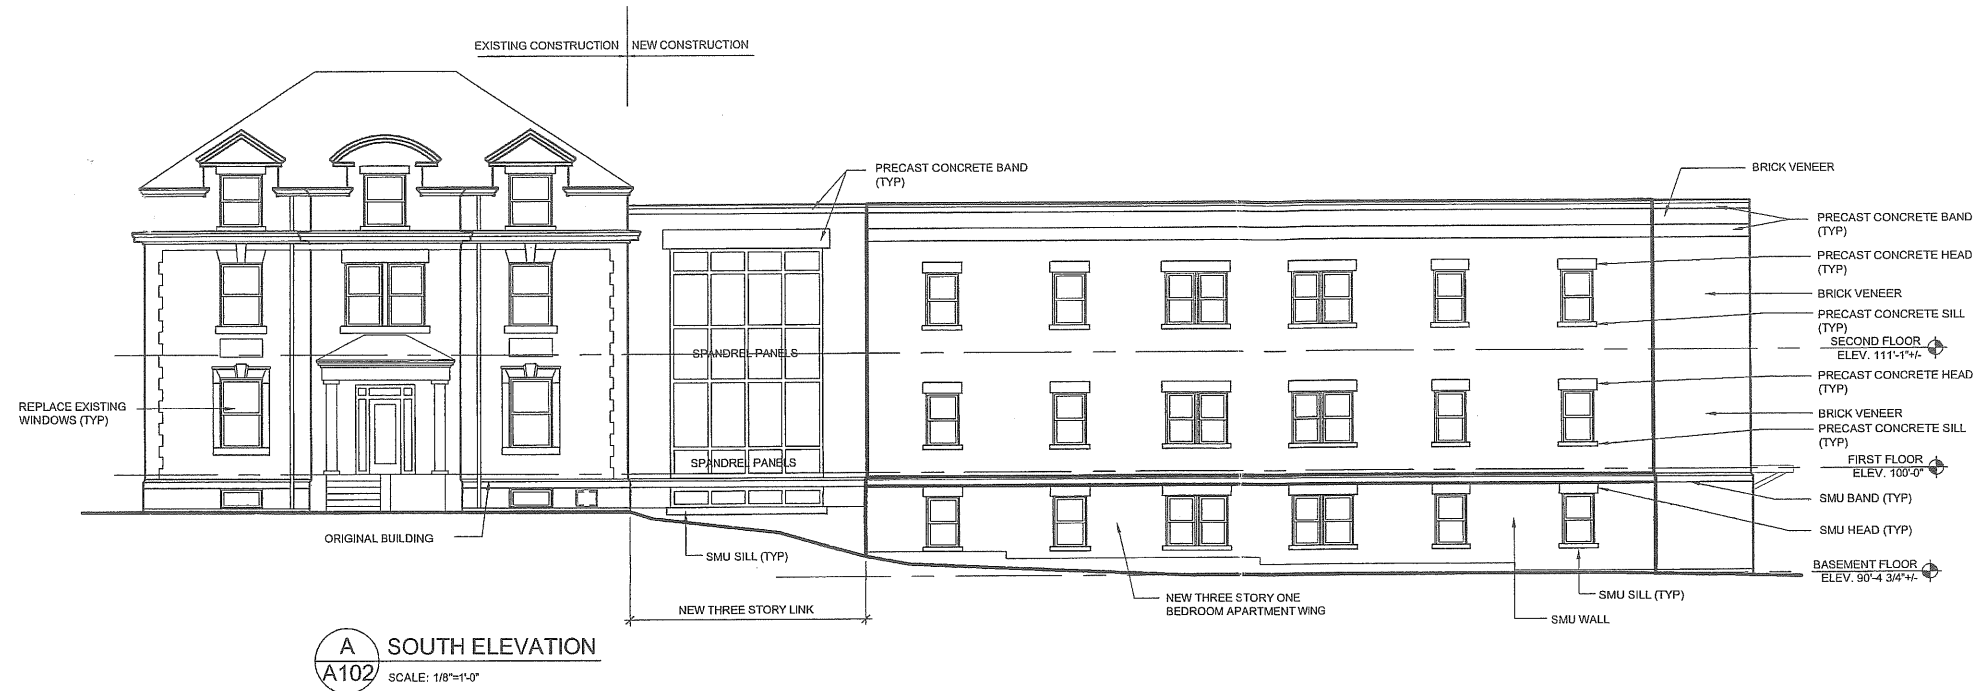 EXISTING CONSTRUCTION
NEW CONSTRUCTION
PRECAST CONCRETE BAND
(TYP)
BRICK VENEER
PRECAST CONCRETE BAND
(TYP)
PRECAST CONCRETE HEAD
(TYP)
BRICK VENEER
PRECAST CONCRETE SILL
(TYP)
SECOND FLOOR
ELEV. 111'-1"+/-
SPANDREL PANELS
PRECAST CONCRETE HEAD
(TYP)
REPLACE EXISTING
WINDOWS (TYP)
BRICK VENEER
PRECAST CONCRETE SILL
(TYP)
SPANDREL PANELS
FIRST FLOOR
ELEV. 100'-0"
SMU BAND (TYP)
SMU HEAD (TYP)
ORIGINAL BUILDING
SMU SILL (TYP)
BASEMENT FLOOR
ELEV. 90'-4 3/4"+/-
NEW THREE STORY LINK
NEW THREE STORY ONE
BEDROOM APARTMENT WING
SMU SILL (TYP)
SMU WALL
A
A102
SOUTH ELEVATION
SCALE: 1/8"=1'-0"